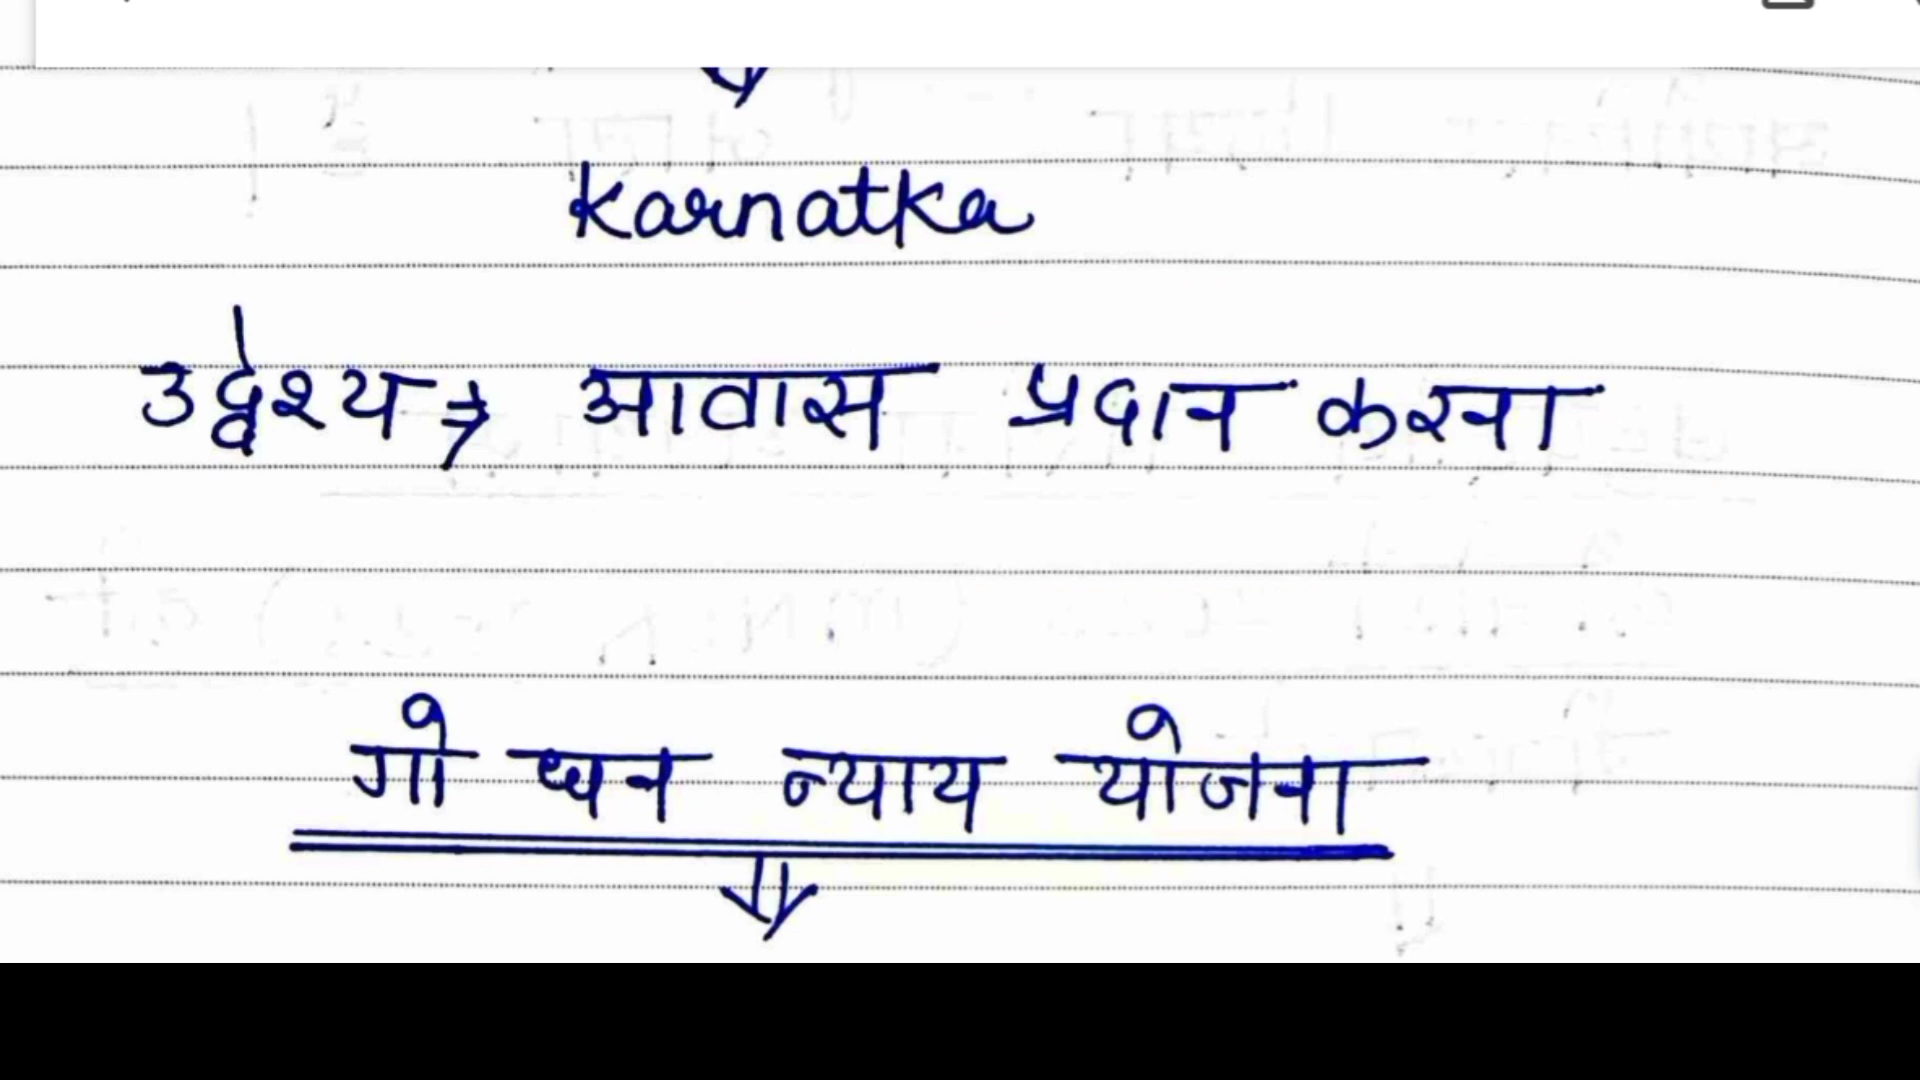 Karnatka
उद्देश्य → आवास प्रदान करना
गो धन न्याय योजना